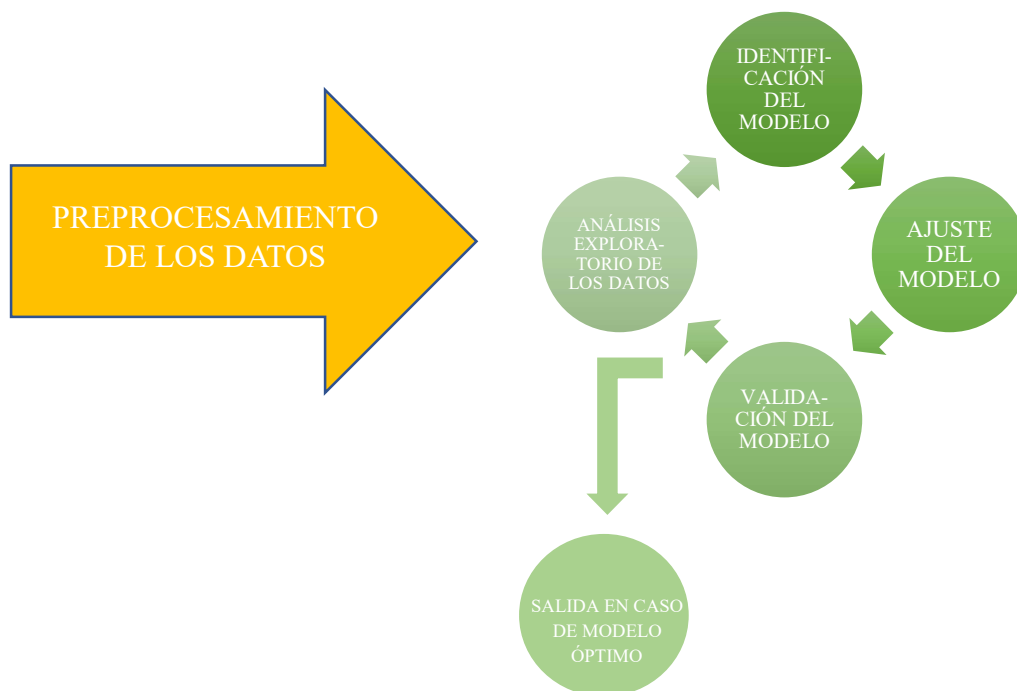 PREPROCESAMIENTO
DE LOS DATOS
IDENTIFI-
CACIÓN
DEL
MODELO
ANÁLISIS
EXPLORA-
TORIO DE
LOS DATOS
AJUSTE
DEL
MODELO
VALIDA-
CIÓN DEL
MODELO
SALIDA EN CASO
DE MODELO
ÓPTIMO